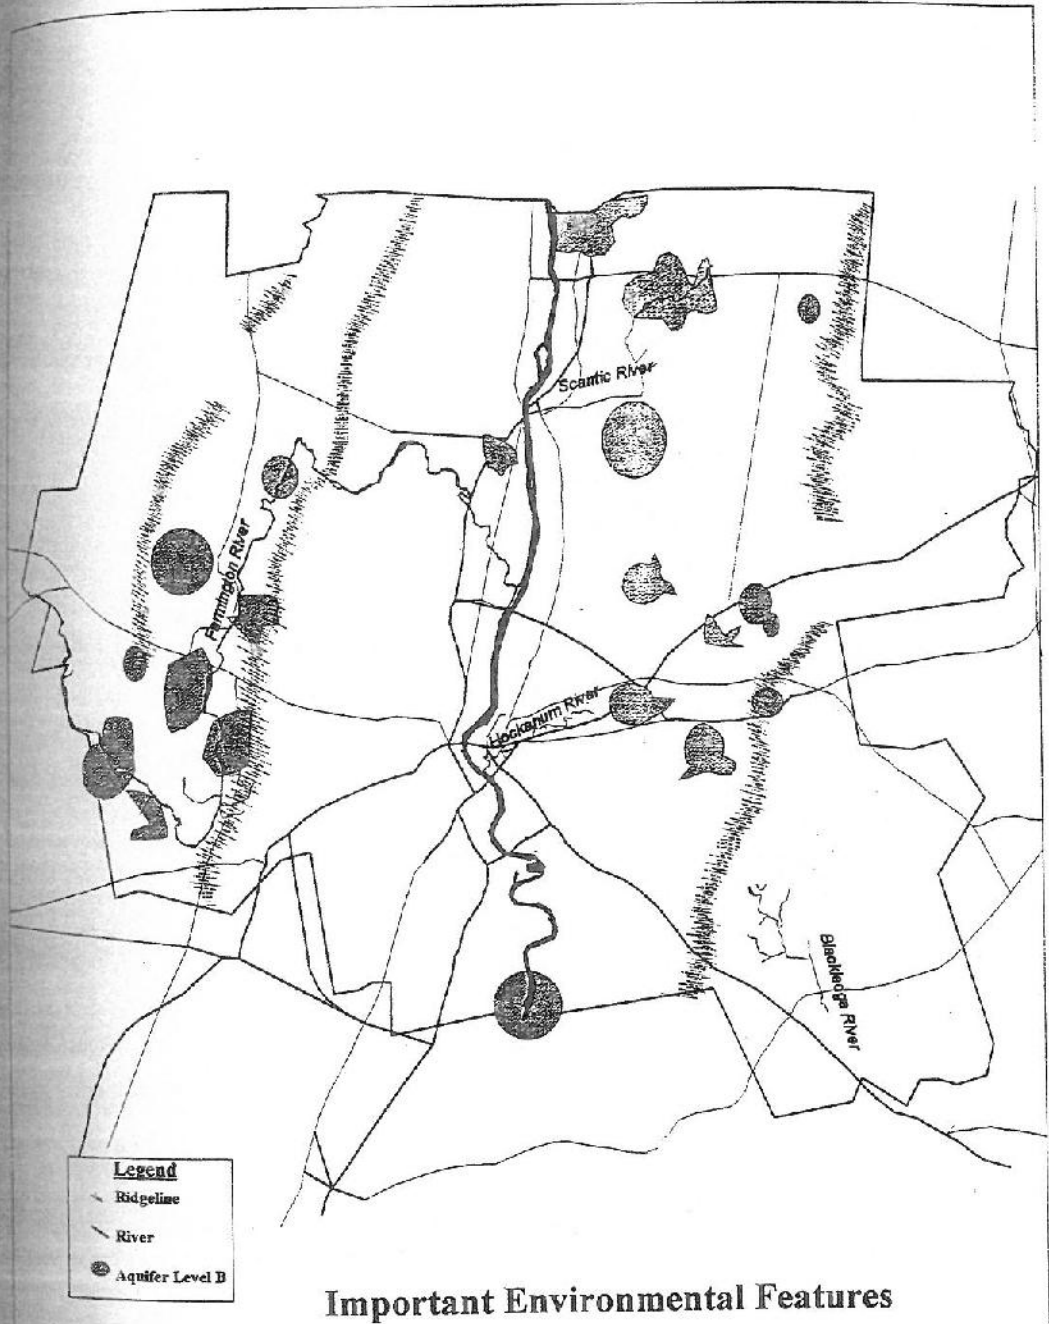 Scantic River
Farmington River
Hockanum River
Blackledge River
Legend
Ridgeline
River
Aquifer Level B
Important Environmental Features